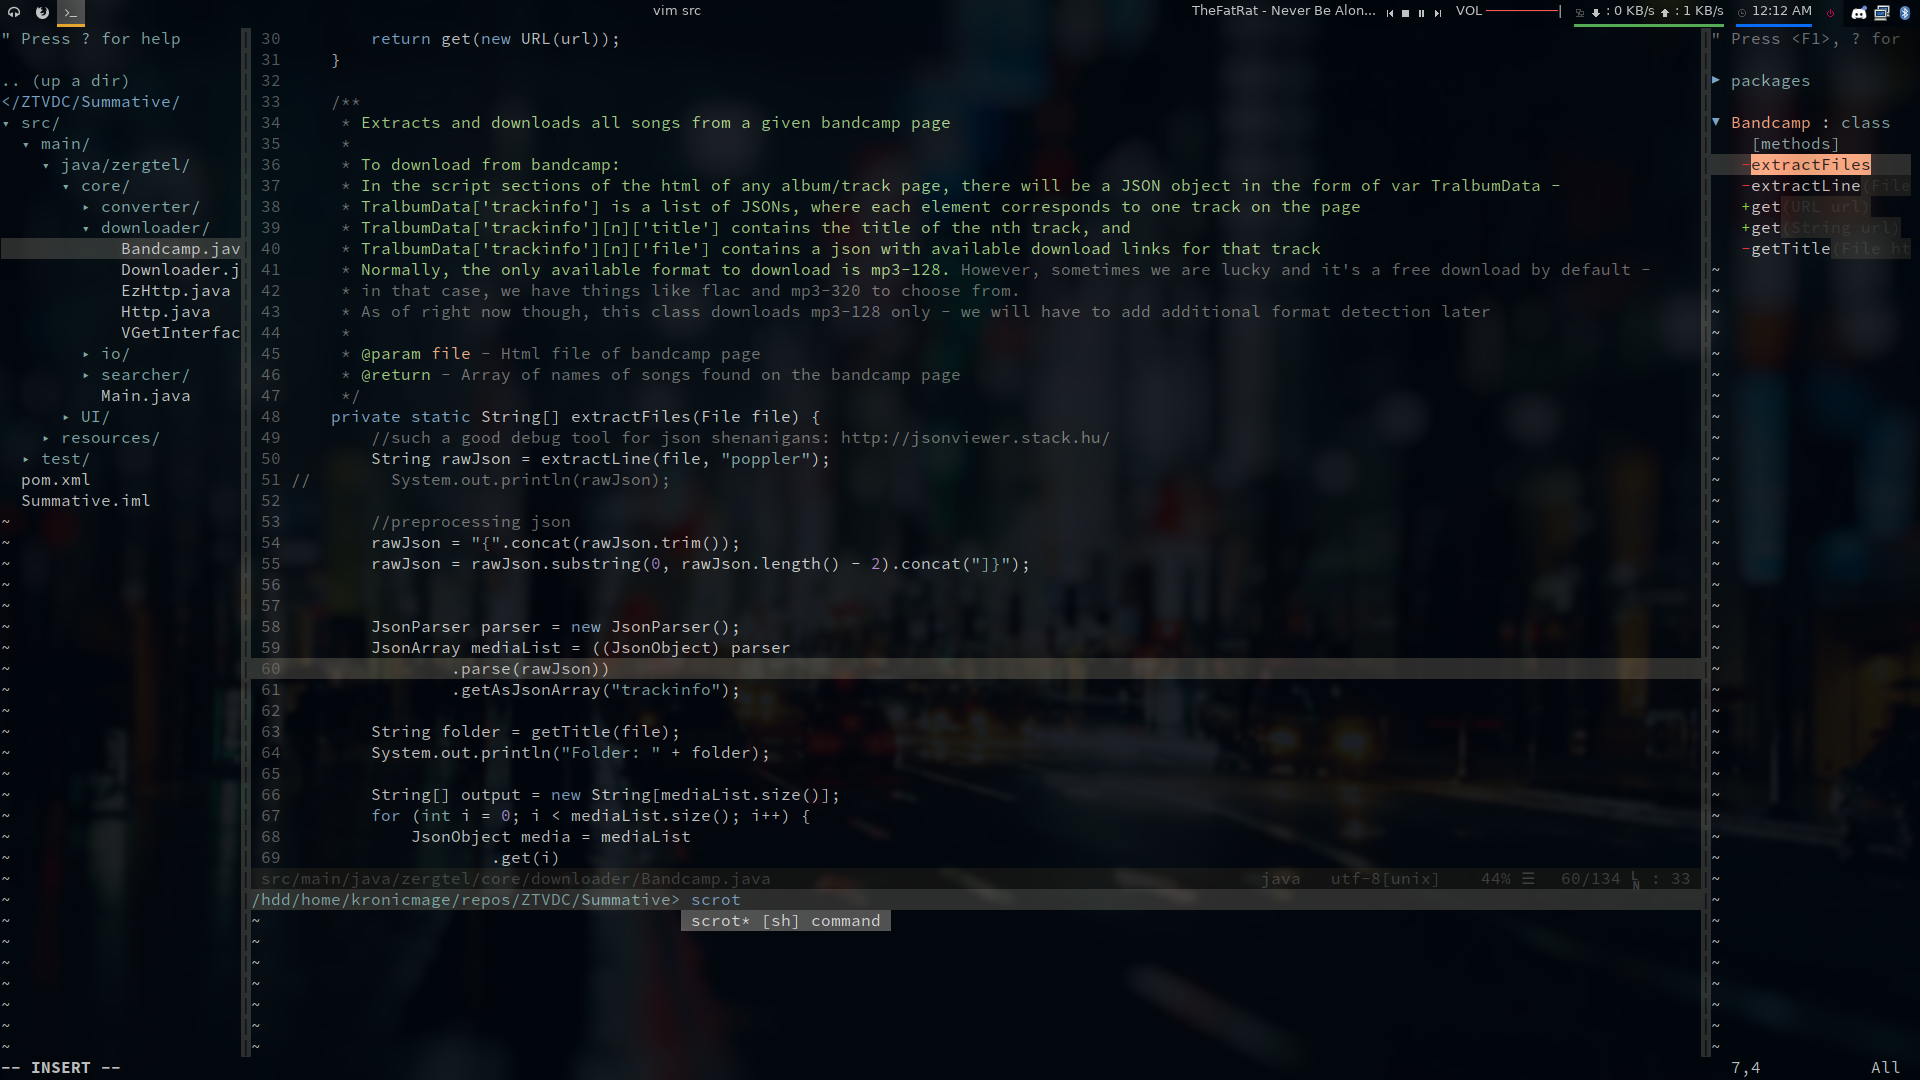 vim src
TheFatRat - Never Be Alon...
VOL
: 0 KB/s : 1 KB/s
12:12 AM
" Press ? for help
.. (up a dir)
</ZTVDC/Summative/
▾ src/
▾ main/
▾ java/zergtel/
▾ core/
▸ converter/
▾ downloader/
Bandcamp.jav
Downloader.j
EzHttp.java
Http.java
VGetInterfac
▸ io/
▸ searcher/
Main.java
▸ UI/
▸ resources/
▸ test/
pom.xml
Summative.iml
30 return get(new URL(url));
31 }
32
33 /**
34 * Extracts and downloads all songs from a given bandcamp page
35 *
36 * To download from bandcamp:
37 * In the script sections of the html of any album/track page, there will be a JSON object in the form of var TralbumData -
38 * TralbumData['trackinfo'] is a list of JSONs, where each element corresponds to one track on the page
39 * TralbumData['trackinfo'][n]['title'] contains the title of the nth track, and
40 * TralbumData['trackinfo'][n]['file'] contains a json with available download links for that track
41 * Normally, the only available format to download is mp3-128. However, sometimes we are lucky and it's a free download by default -
42 * in that case, we have things like flac and mp3-320 to choose from.
43 * As of right now though, this class downloads mp3-128 only - we will have to add additional format detection later
44 *
45 * @param file - Html file of bandcamp page
46 * @return - Array of names of songs found on the bandcamp page
47 */
48 private static String[] extractFiles(File file) {
49 //such a good debug tool for json shenanigans: http://jsonviewer.stack.hu/
50 String rawJson = extractLine(file, "poppler");
51 // System.out.println(rawJson);
52
53 //preprocessing json
54 rawJson = "{".concat(rawJson.trim());
55 rawJson = rawJson.substring(0, rawJson.length() - 2).concat("]}");
56
57
58 JsonParser parser = new JsonParser();
59 JsonArray mediaList = ((JsonObject) parser
60 .parse(rawJson))
61 .getAsJsonArray("trackinfo");
62
63 String folder = getTitle(file);
64 System.out.println("Folder: " + folder);
65
66 String[] output = new String[mediaList.size()];
67 for (int i = 0; i < mediaList.size(); i++) {
68 JsonObject media = mediaList
69 .get(i)
src/main/java/zergtel/core/downloader/Bandcamp.java java utf-8[unix] 44% ☰ 60/134 : 33
/hdd/home/kronicmage/repos/ZTVDC/Summative> scrot
scrot* [sh] command
" Press <F1>, ? for
▸ packages
▼ Bandcamp : class
[methods]
-extractFiles
-extractLine(File
+get(URL url)
+get(String url)
-getTitle(File ht
-- INSERT --
7,4 All